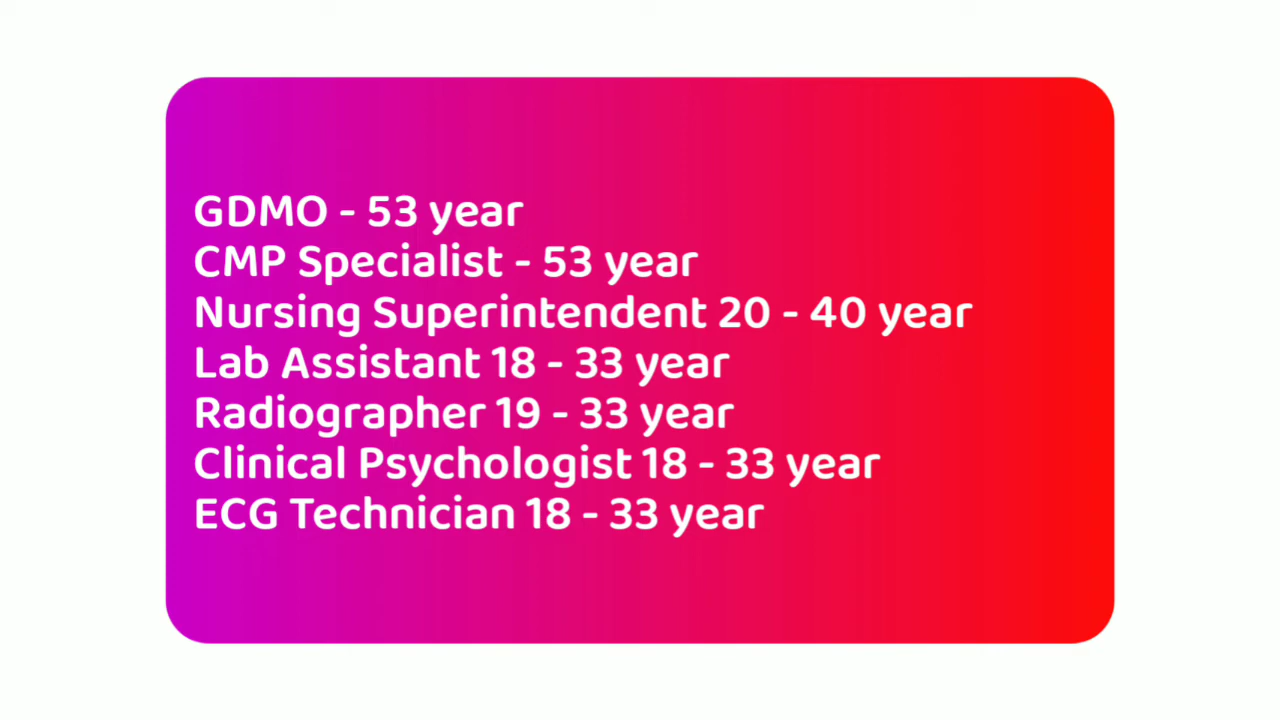 GDMO - 53 year
CMP Specialist - 53 year
Nursing Superintendent 20 - 40 year
Lab Assistant 18 - 33 year
Radiographer 19 - 33 year
Clinical Psychologist 18 - 33 year
ECG Technician 18 - 33 year